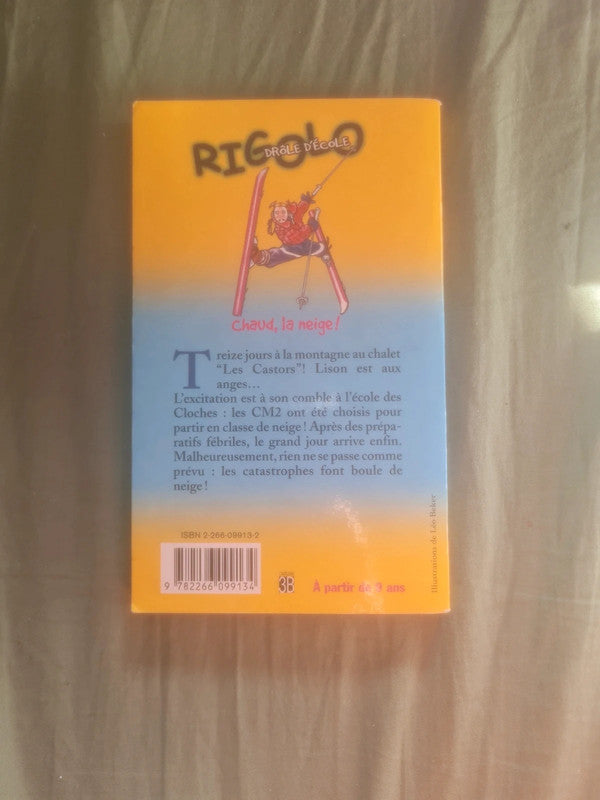 RIGOLO
DRÔLE D'ÉCOLE
Chaud, la neige !
Treize jours à la montagne au chalet
"Les Castors" ! Lison est aux
anges...
L'excitation est à son comble à l'école des
Cloches : les CM2 ont été choisis pour
partir en classe de neige ! Après des prépa-
ratifs fébriles, le grand jour arrive enfin.
Malheureusement, rien ne se passe comme
prévu : les catastrophes font boule de
neige !
Illustrations de Léo Beker
ISBN 2-266-09913-2
9 782266 099134
3B
À partir de 9 ans